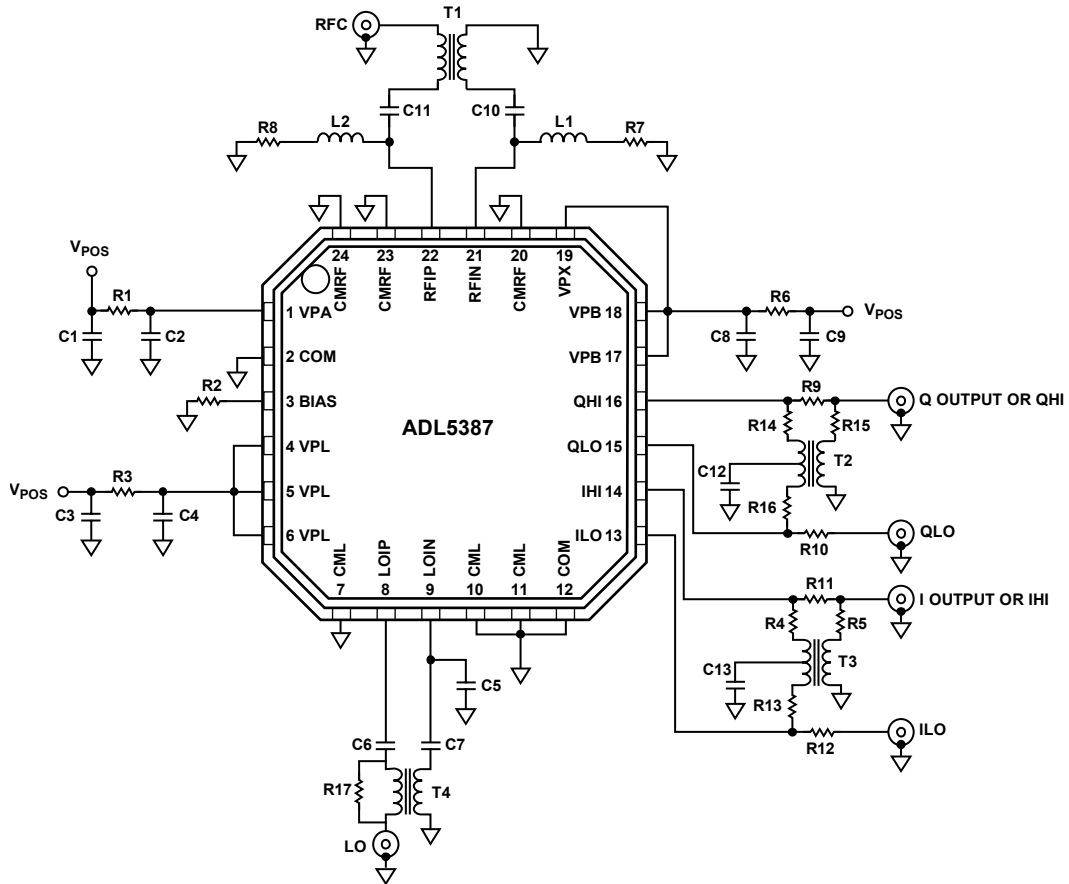 T1
RFC
C11
C10
R8
L2
L1
R7
24 23 22 21 20 19
CMRF CMRF RFIP RFIN CMRF VPX
VPOS
R1
C1
C2
1 VPA
2 COM
R2
3 BIAS
4 VPL
VPOS
R3
5 VPL
C3
C4
6 VPL
ADL5387
VPB 18
VPB 17
QHI 16
QLO 15
IHI 14
ILO 13
CML LOIP LOIN CML CML COM
7 8 9 10 11 12
R6
VPOS
C8
C9
R9
Q OUTPUT OR QHI
R14
R15
C12
T2
R16
R10
QLO
R11
I OUTPUT OR IHI
R4
R5
C13
T3
R13
R12
ILO
C5
C6
C7
R17
T4
LO